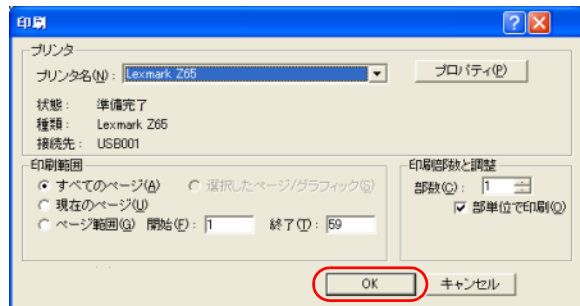 印刷
プリンタ
プリンタ名(N): Lexmark Z65
プロパティ(P)
状態: 準備完了
種類: Lexmark Z65
接続先: USB001
印刷範囲
すべてのページ(A) 選択したページ/グラフィック(S)
現在のページ(U)
ページ範囲(G) 開始(F): 1 終了(T): 59
印刷部数と調整
部数(C): 1
部単位で印刷(O)
OK キャンセル